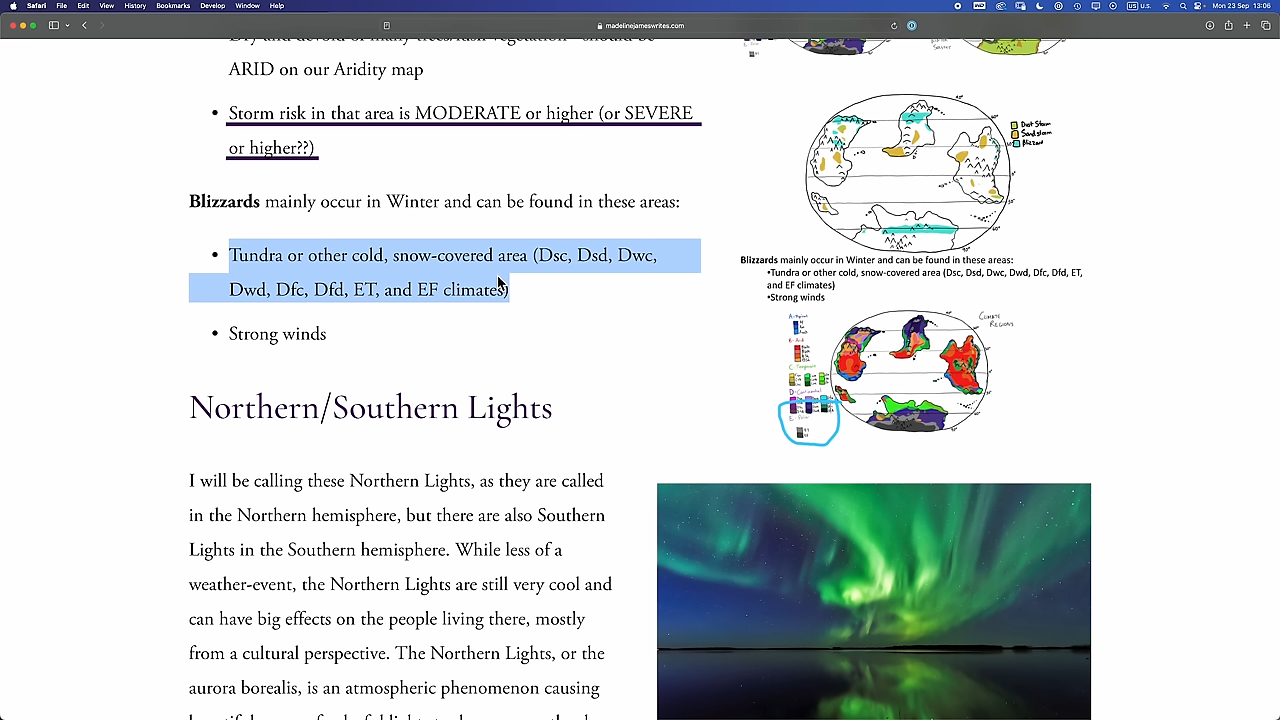 Safari File Edit View History Bookmarks Develop Window Help
U.S. Mon 23 Sep 13:06
madelinejameswrites.com
ARID on our Aridity map
• Storm risk in that area is MODERATE or higher (or SEVERE
or higher??)
Blizzards mainly occur in Winter and can be found in these areas:
• Tundra or other cold, snow-covered area (Dsc, Dsd, Dwc,
Dwd, Dfc, Dfd, ET, and EF climates)
• Strong winds
Northern/Southern Lights
I will be calling these Northern Lights, as they are called
in the Northern hemisphere, but there are also Southern
Lights in the Southern hemisphere. While less of a
weather-event, the Northern Lights are still very cool and
can have big effects on the people living there, mostly
from a cultural perspective. The Northern Lights, or the
aurora borealis, is an atmospheric phenomenon causing
Dust Storm
Sandstorm
Blizzard
Blizzards mainly occur in Winter and can be found in these areas:
•Tundra or other cold, snow-covered area (Dsc, Dsd, Dwc, Dwd, Dfc, Dfd, ET,
and EF climates)
•Strong winds
Climate
Regions